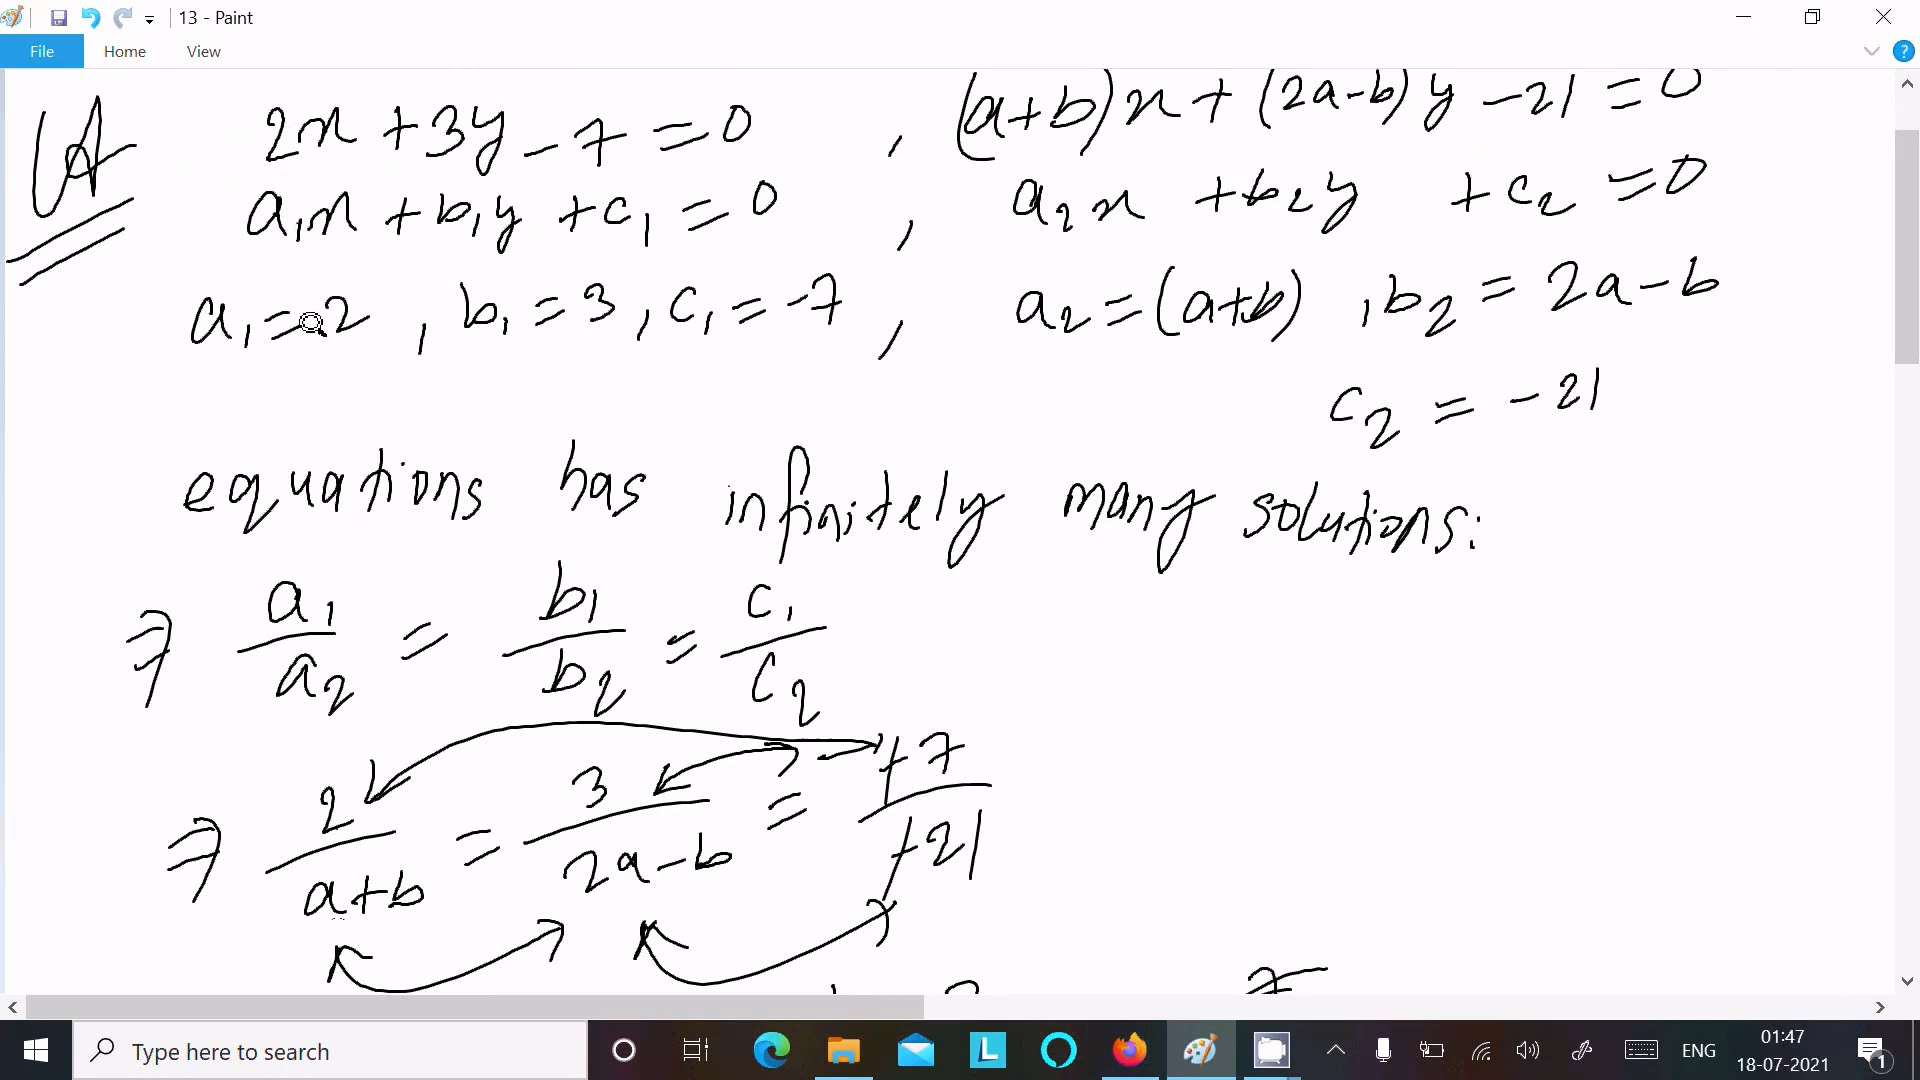 13 - Paint
File Home View
A
2x + 3y - 7 = 0 , (a+b)x + (2a-b)y - 21 = 0
a₁x + b₁y + c₁ = 0 , a₂x + b₂y + c₂ = 0
a₁ = 2 , b₁ = 3 , c₁ = -7 , a₂ = (a+b) , b₂ = 2a-b
c₂ = -21
equations has infinitely many solutions:
⇒ a₁/a₂ = b₁/b₂ = c₁/c₂
⇒ 2/(a+b) = 3/(2a-b) = +7/+21
Type here to search
ENG
01:47
18-07-2021
1